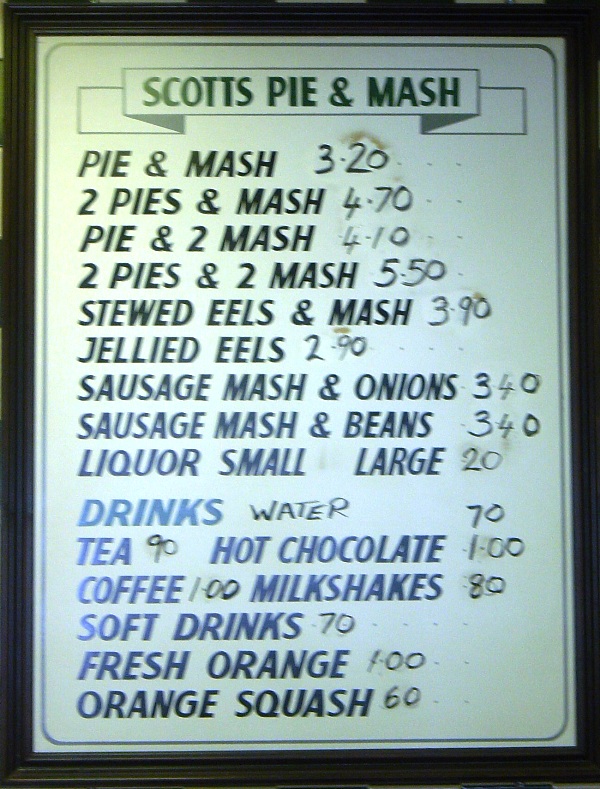 SCOTTS PIE & MASH
PIE & MASH 3.20
2 PIES & MASH 4.70
PIE & 2 MASH 4.10
2 PIES & 2 MASH 5.50
STEWED EELS & MASH 3.90
JELLIED EELS 2.90
SAUSAGE MASH & ONIONS 3.40
SAUSAGE MASH & BEANS 3.40
LIQUOR SMALL LARGE 20
DRINKS WATER 70
TEA 90 HOT CHOCOLATE 1.00
COFFEE 1.00 MILKSHAKES 80
SOFT DRINKS 70
FRESH ORANGE 1.00
ORANGE SQUASH 60